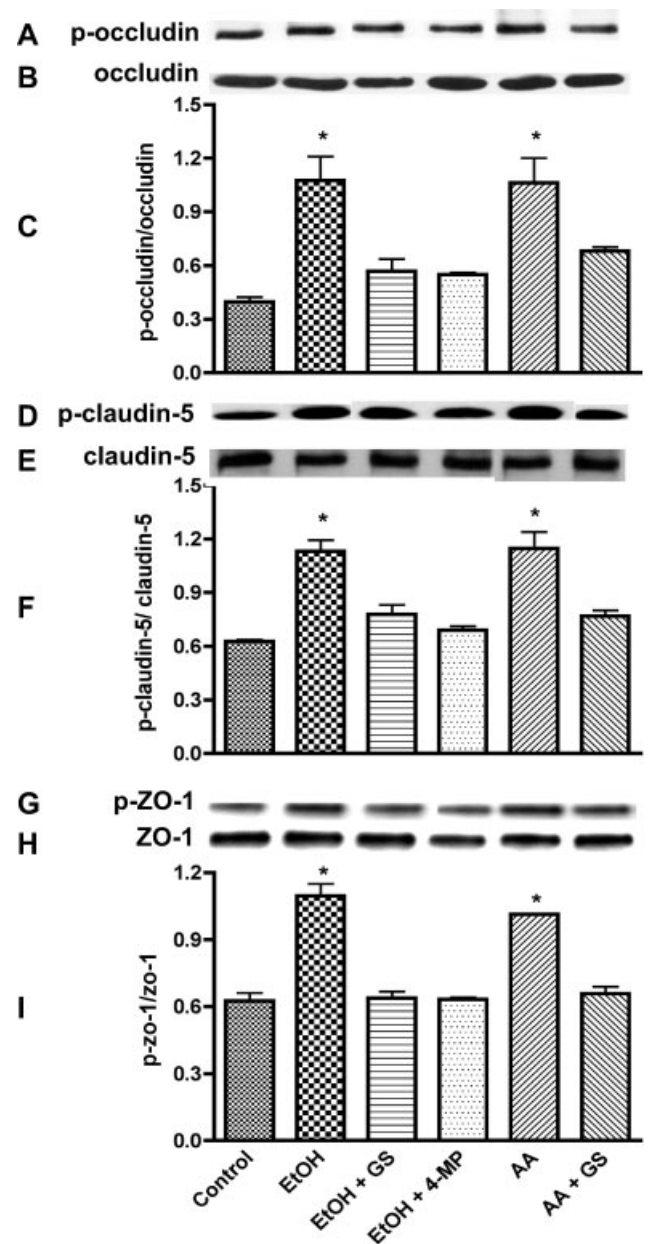 A p-occludin
B occludin
1.5
*
*
1.2
0.9
C
p-occludin/occludin
0.6
0.3
0.0
D p-claudin-5
E claudin-5
1.5
*
*
1.2
0.9
F
p-claudin-5/ claudin-5
0.6
0.3
0.0
G p-ZO-1
H ZO-1
1.2
*
*
0.9
I
p-zo-1/zo-1
0.6
0.3
0.0
Control
EtOH
EtOH + GS
EtOH + 4-MP
AA
AA + GS